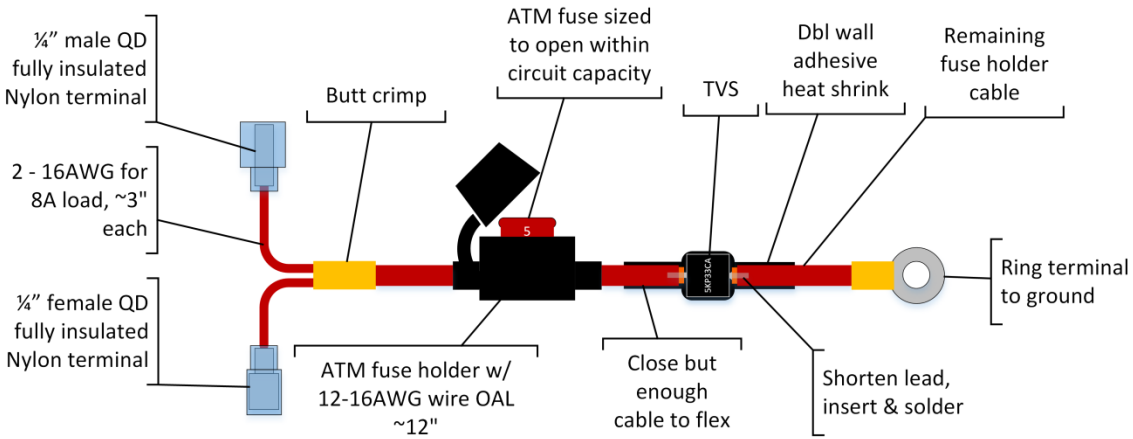 ¼” male QD
fully insulated
Nylon terminal
2 - 16AWG for
8A load, ~3"
each
¼” female QD
fully insulated
Nylon terminal
Butt crimp
ATM fuse sized
to open within
circuit capacity
5
ATM fuse holder w/
12-16AWG wire OAL
~12"
TVS
5KP33CA
Close but
enough
cable to flex
Dbl wall
adhesive
heat shrink
Remaining
fuse holder
cable
Shorten lead,
insert & solder
Ring terminal
to ground